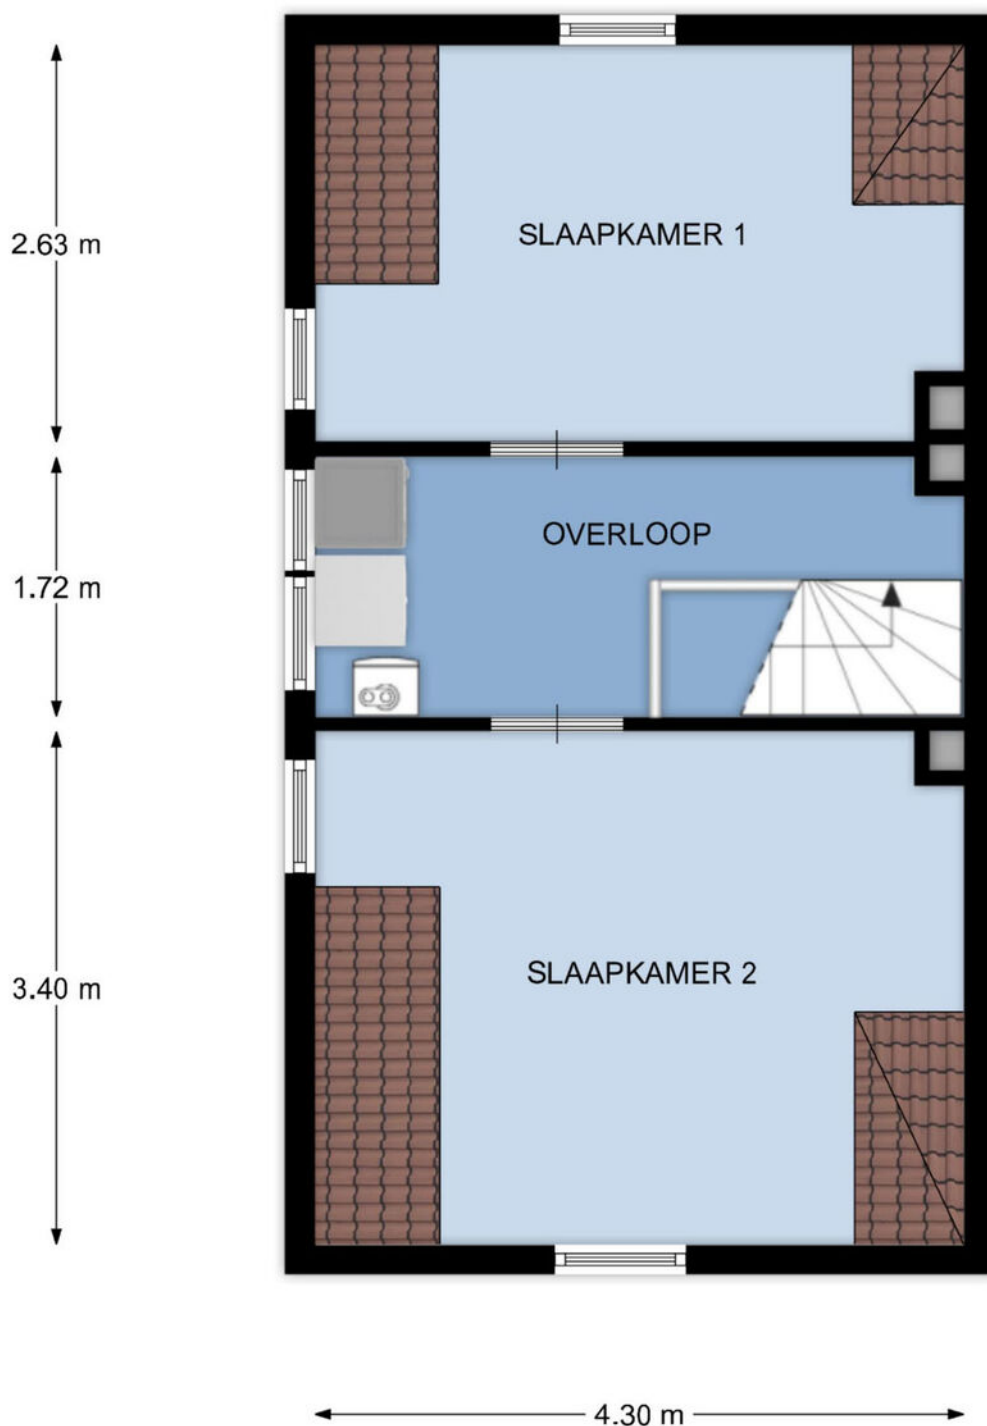 SLAAPKAMER 1
2.63 m
OVERLOOP
1.72 m
SLAAPKAMER 2
3.40 m
4.30 m